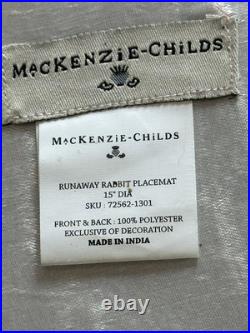 MACKENZIE-CHILDS
MACKENZIE-CHILDS
RUNAWAY RABBIT PLACEMAT
15" DIA
SKU : 72562-1301
FRONT & BACK : 100% POLYESTER
EXCLUSIVE OF DECORATION
MADE IN INDIA